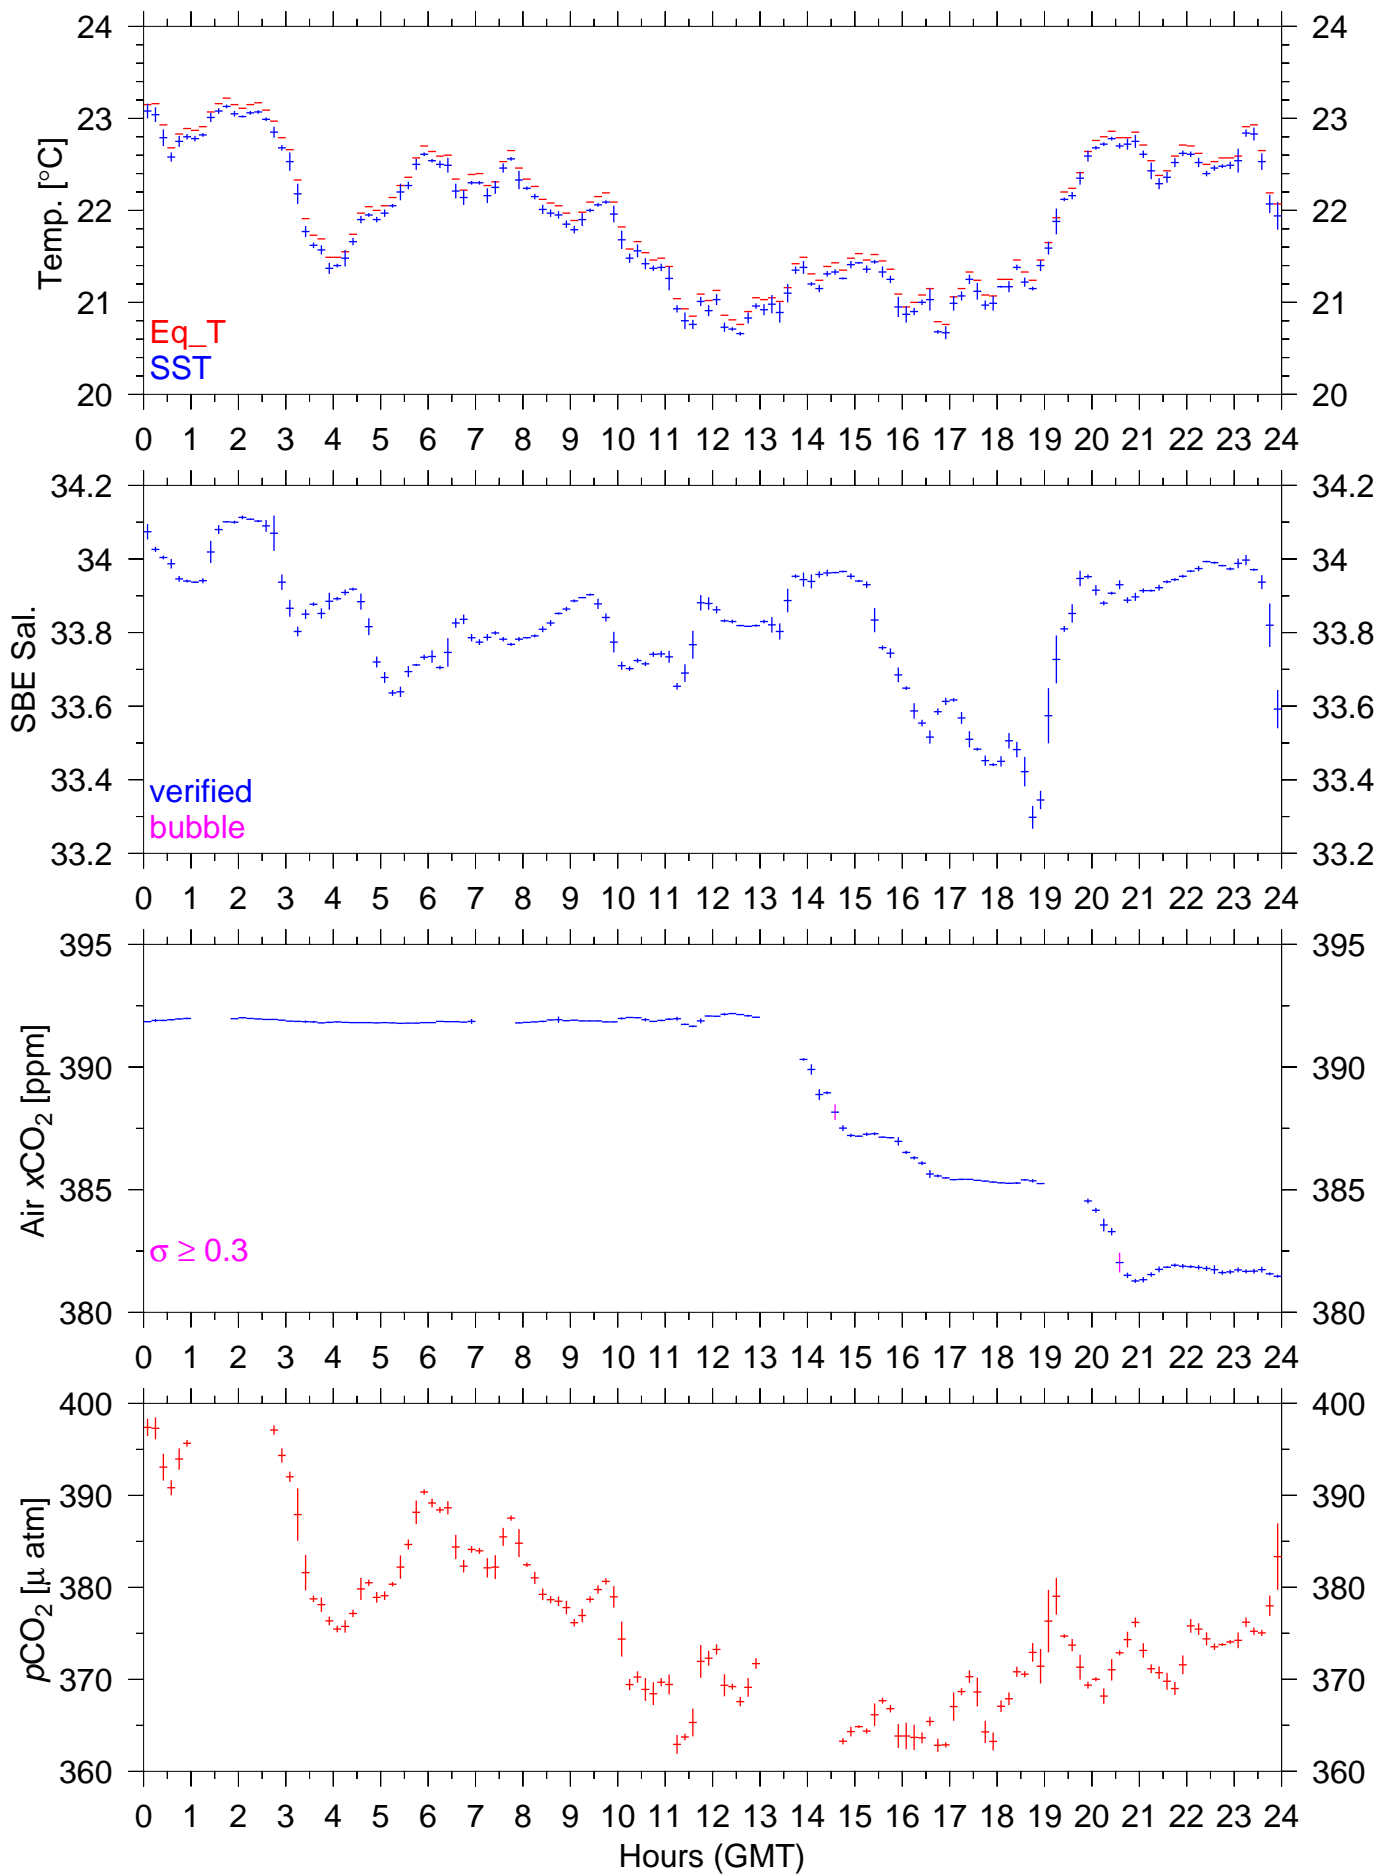 24 24
23 23
22 22
21 21
20 20
Temp. [°C]
Eq_T
SST
0 1 2 3 4 5 6 7 8 9 10 11 12 13 14 15 16 17 18 19 20 21 22 23 24
34.2 34.2
34 34
33.8 33.8
33.6 33.6
33.4 33.4
33.2 33.2
SBE Sal.
verified
bubble
0 1 2 3 4 5 6 7 8 9 10 11 12 13 14 15 16 17 18 19 20 21 22 23 24
395 395
390 390
385 385
380 380
Air xCO₂ [ppm]
σ ≥ 0.3
0 1 2 3 4 5 6 7 8 9 10 11 12 13 14 15 16 17 18 19 20 21 22 23 24
400 400
390 390
380 380
370 370
360 360
pCO₂ [μ atm]
0 1 2 3 4 5 6 7 8 9 10 11 12 13 14 15 16 17 18 19 20 21 22 23 24
Hours (GMT)